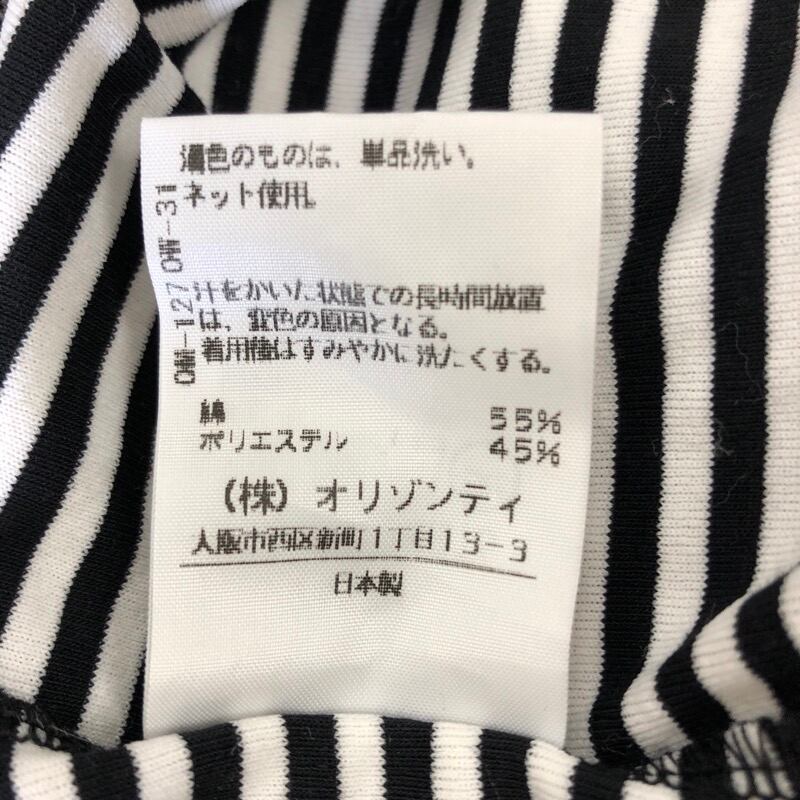 濃色のものは、単品洗い。
ネット使用。
汗をかいた状態での長時間放置
は、変色の原因となる。
着用後はすみやかに洗たくする。
綿 55%
ポリエステル 45%
(株) オリゾンティ
大阪市西区新町1丁目13-3
日本製